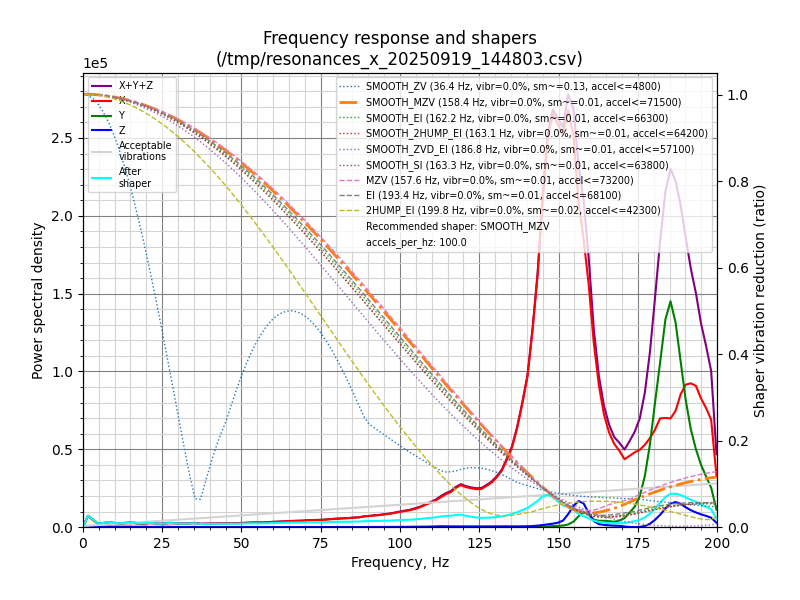 Frequency response and shapers
(/tmp/resonances_x_20250919_144803.csv)
1e5
X+Y+Z
X
Y
Z
Acceptable
vibrations
After
shaper
SMOOTH_ZV (36.4 Hz, vibr=0.0%, sm~=0.13, accel<=4800)
SMOOTH_MZV (158.4 Hz, vibr=0.0%, sm~=0.01, accel<=71500)
SMOOTH_EI (162.2 Hz, vibr=0.0%, sm~=0.01, accel<=66300)
SMOOTH_2HUMP_EI (163.1 Hz, vibr=0.0%, sm~=0.01, accel<=64200)
SMOOTH_ZVD_EI (186.8 Hz, vibr=0.0%, sm~=0.01, accel<=57100)
SMOOTH_SI (163.3 Hz, vibr=0.0%, sm~=0.01, accel<=63800)
MZV (157.6 Hz, vibr=0.0%, sm~=0.01, accel<=73200)
EI (193.4 Hz, vibr=0.0%, sm~=0.01, accel<=68100)
2HUMP_EI (199.8 Hz, vibr=0.0%, sm~=0.02, accel<=42300)
Recommended shaper: SMOOTH_MZV
accels_per_hz: 100.0
Power spectral density
2.5
2.0
1.5
1.0
0.5
0.0
0 25 50 75 100 125 150 175 200
Frequency, Hz
1.0
0.8
0.6
0.4
0.2
0.0
Shaper vibration reduction (ratio)